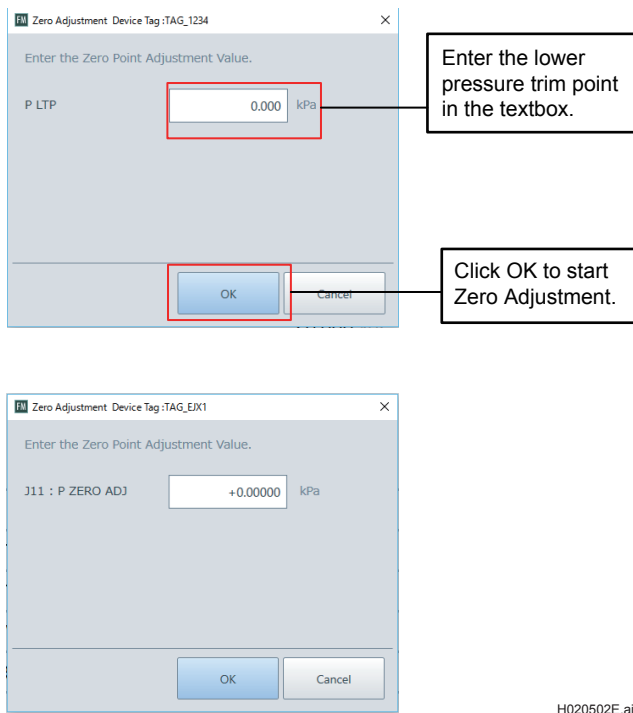 FM Zero Adjustment Device Tag :TAG_1234
Enter the Zero Point Adjustment Value.
P LTP 0.000 kPa
Enter the lower
pressure trim point
in the textbox.
OK Cancel
Click OK to start
Zero Adjustment.
FM Zero Adjustment Device Tag :TAG_EJX1
Enter the Zero Point Adjustment Value.
J11 : P ZERO ADJ +0.00000 kPa
OK Cancel
H020502E.ai